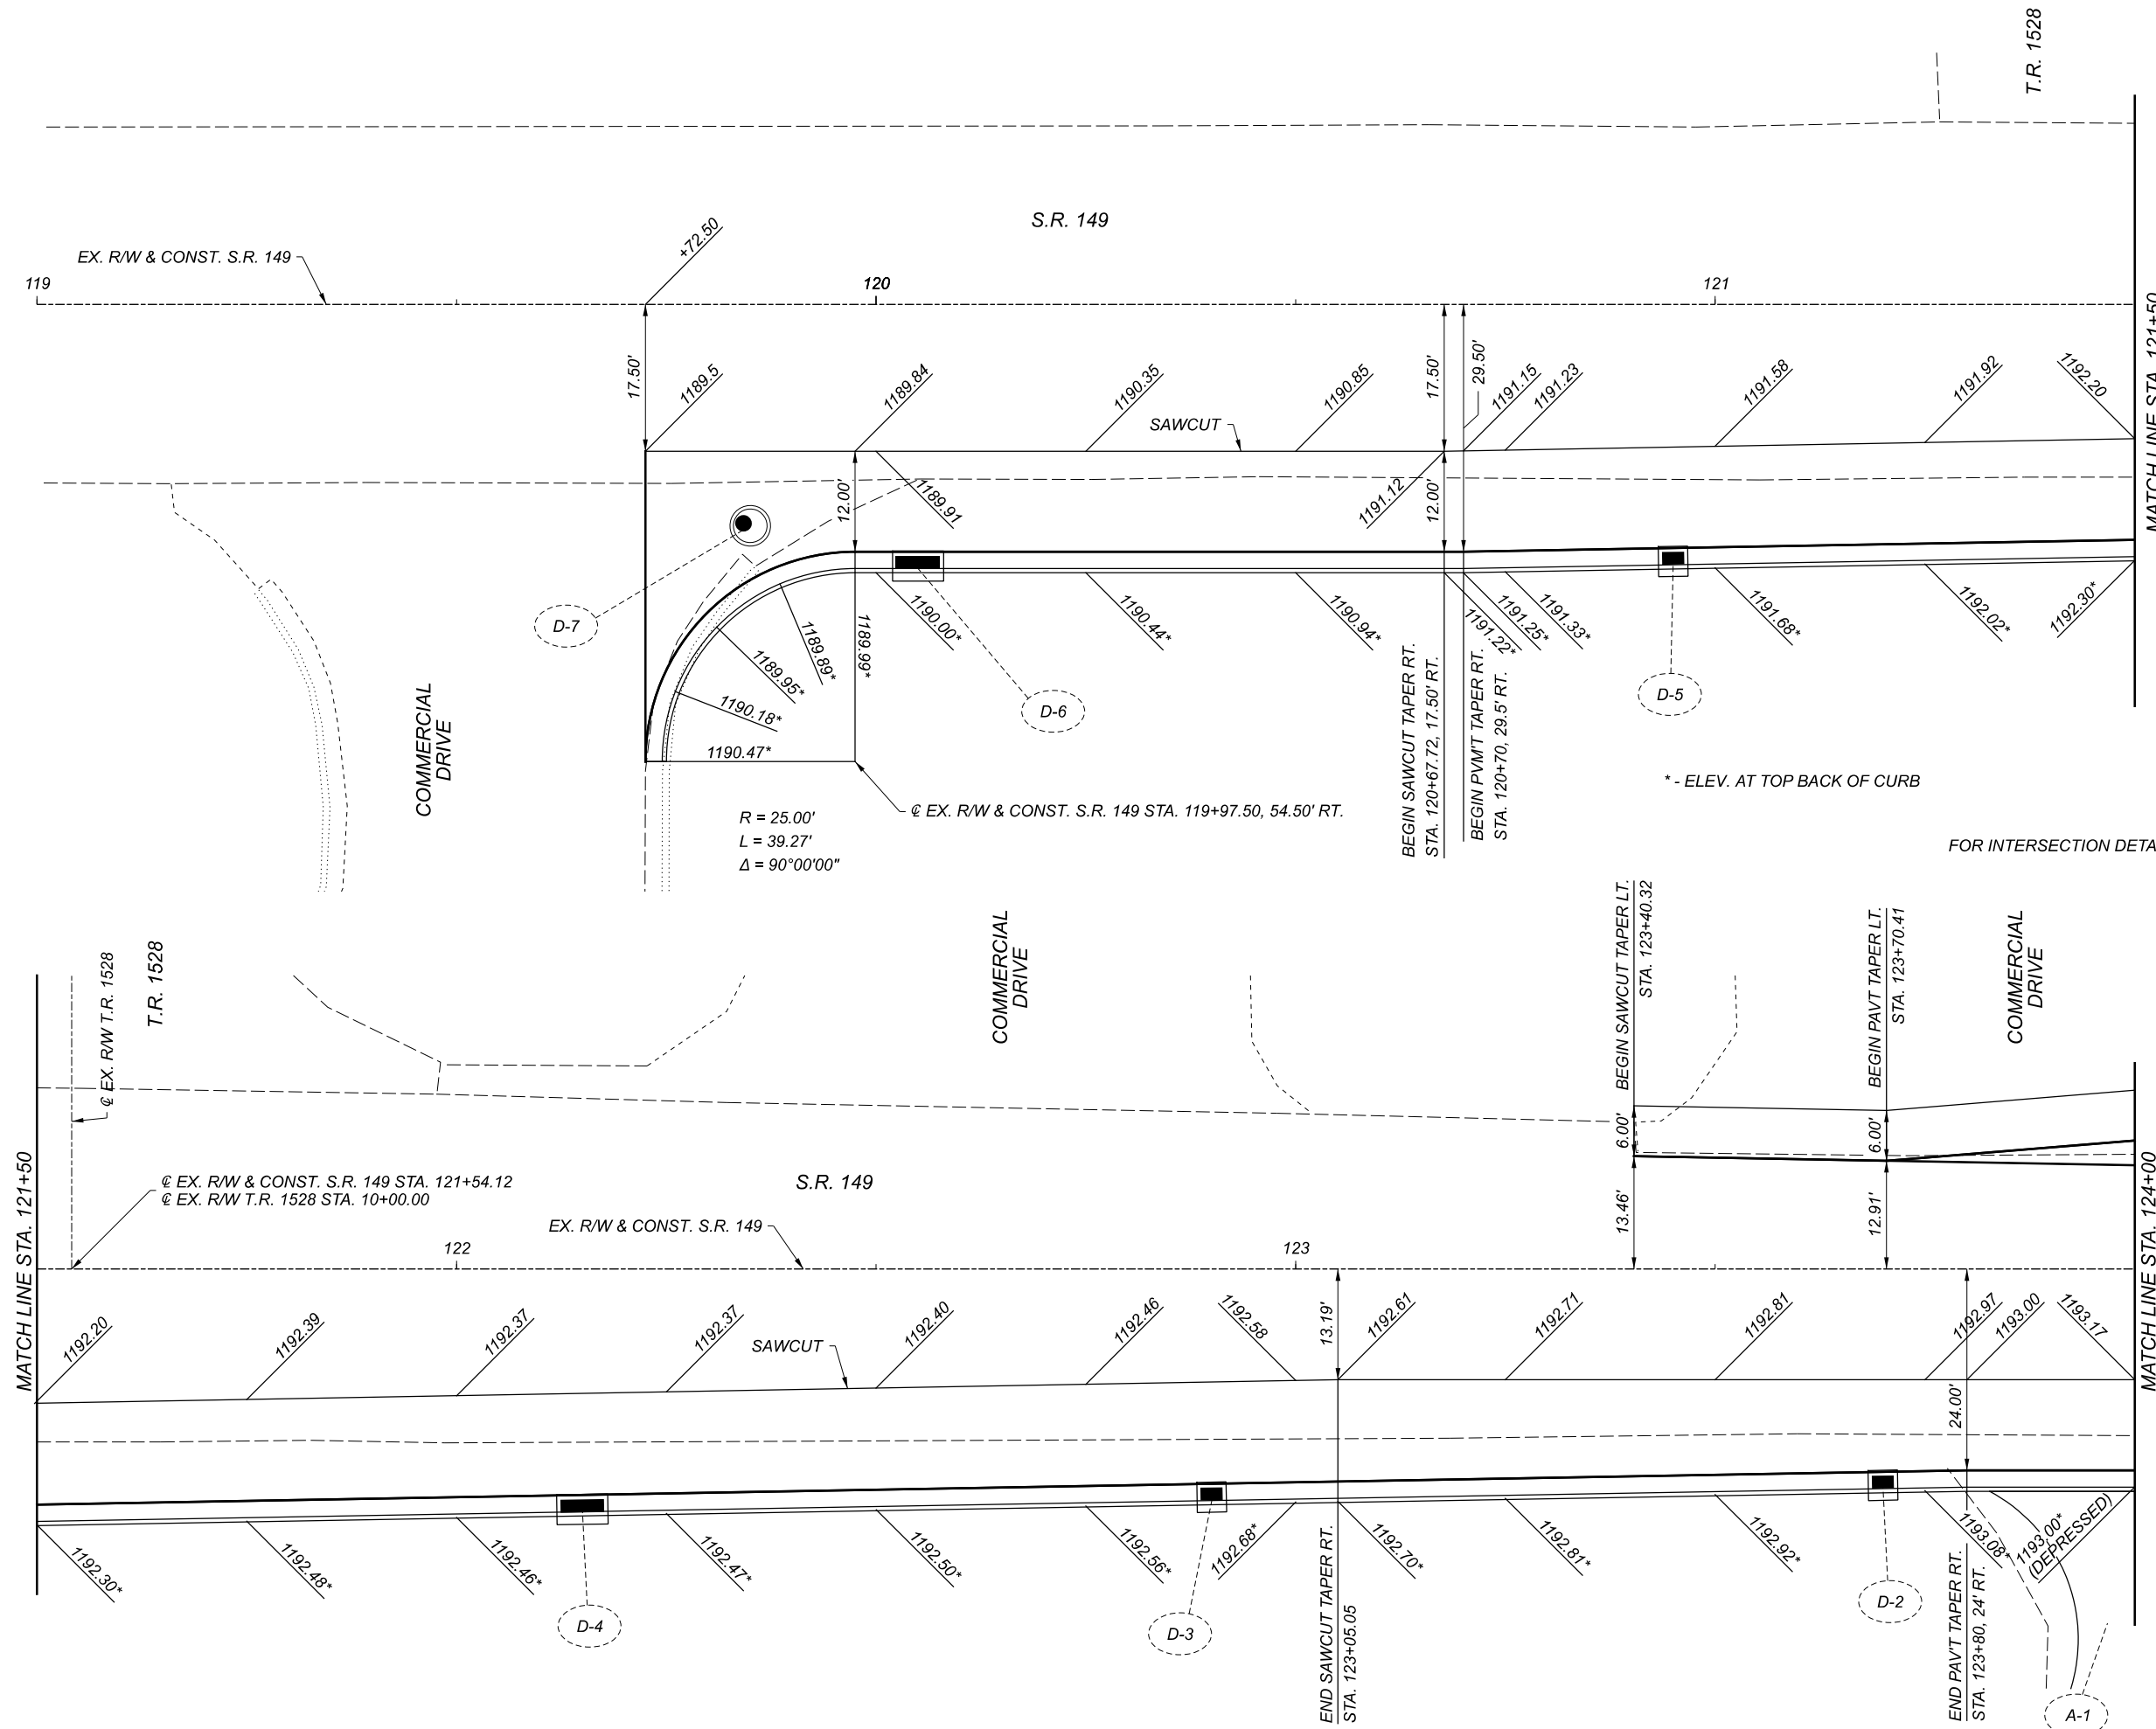 T.R. 1528
S.R. 149
+72.50
EX. R/W & CONST. S.R. 149
119
120
121
MATCH LINE STA. 121+50
17.50'
1189.5
1189.84
1190.35
1190.85
17.50'
29.50'
1191.15
1191.23
1191.58
1191.92
1192.20
SAWCUT
12.00'
1189.91
1191.12
12.00'
D-7
1189.99*
1189.89*
1189.95*
1190.18*
1190.47*
1190.00*
1190.44*
1190.94*
1191.22*
1191.25*
1191.33*
1191.68*
1192.02*
1192.30*
D-6
D-5
COMMERCIAL
DRIVE
BEGIN SAWCUT TAPER RT.
STA. 120+67.72, 17.50' RT.
BEGIN PVM'T TAPER RT.
STA. 120+70, 29.5' RT.
* - ELEV. AT TOP BACK OF CURB
℄ EX. R/W & CONST. S.R. 149 STA. 119+97.50, 54.50' RT.
R = 25.00'
L = 39.27'
Δ = 90°00'00"
FOR INTERSECTION DETA
℄ EX. R/W T.R. 1528
T.R. 1528
COMMERCIAL
DRIVE
BEGIN SAWCUT TAPER LT.
STA. 123+40.32
BEGIN PAVT TAPER LT.
STA. 123+70.41
COMMERCIAL
DRIVE
6.00'
6.00'
13.46'
12.91'
MATCH LINE STA. 121+50
℄ EX. R/W & CONST. S.R. 149 STA. 121+54.12
℄ EX. R/W T.R. 1528 STA. 10+00.00
S.R. 149
EX. R/W & CONST. S.R. 149
122
123
MATCH LINE STA. 124+00
1192.20
1192.39
1192.37
1192.37
1192.40
1192.46
1192.58
13.19'
1192.61
1192.71
1192.81
1192.97
1193.00
1193.17
SAWCUT
24.00'
1192.30*
1192.48*
1192.46*
1192.47*
1192.50*
1192.56*
1192.68*
1192.70*
1192.81*
1192.92*
1193.08*
1193.00*
(DEPRESSED)
D-4
D-3
D-2
END SAWCUT TAPER RT.
STA. 123+05.05
END PAV'T TAPER RT.
STA. 123+80, 24' RT.
A-1